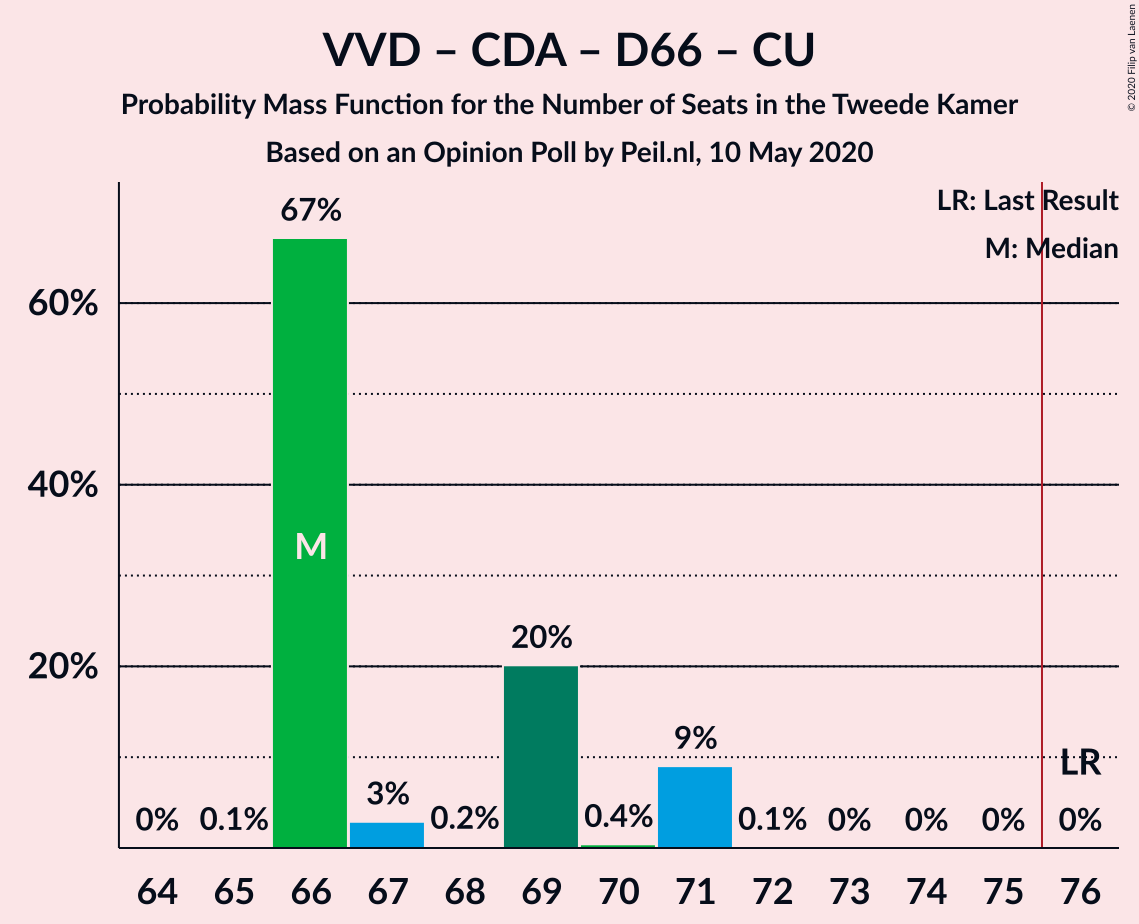 VVD – CDA – D66 – CU
Probability Mass Function for the Number of Seats in the Tweede Kamer
Based on an Opinion Poll by Peil.nl, 10 May 2020
© 2020 Filip van Laenen
LR: Last Result
M: Median
67%
60%
M
40%
20%
20%
9%
LR
0% 0.1% 3% 0.2% 0.4% 0.1% 0% 0% 0% 0%
64 65 66 67 68 69 70 71 72 73 74 75 76